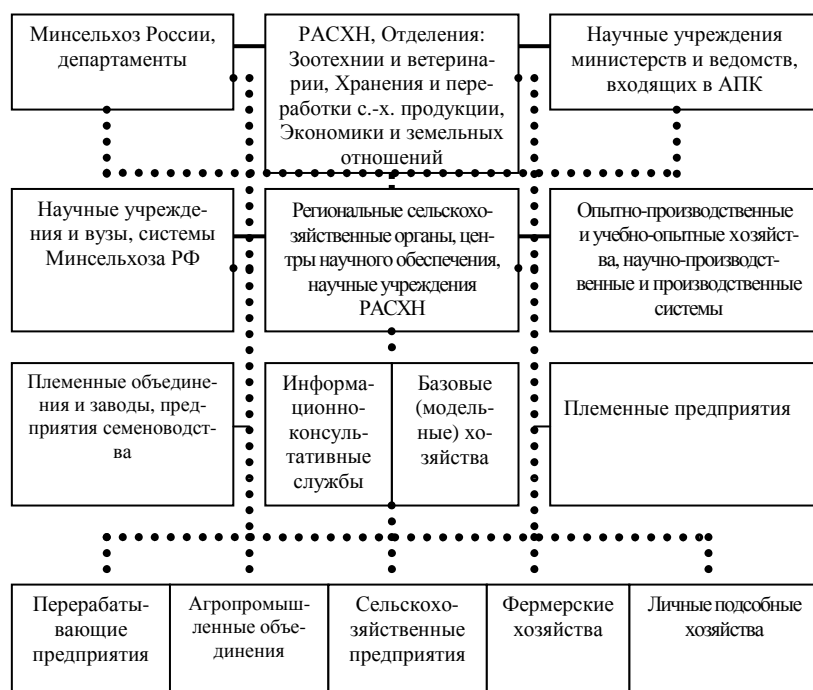 Минсельхоз России,
департаменты
РАСХН, Отделения:
Зоотехнии и ветерина-
рии, Хранения и пере-
работки с.-х. продукции,
Экономики и земельных
отношений
Научные учреждения
министерств и ведомств,
входящих в АПК
Научные учрежде-
ния и вузы, системы
Минсельхоза РФ
Региональные сельскохо-
зяйственные органы, цен-
тры научного обеспечения,
научные учреждения
РАСХН
Опытно-производственные
и учебно-опытные хозяйст-
ва, научно-производст-
венные и производственные
системы
Племенные объедине-
ния и заводы, пред-
приятия семеноводст-
ва
Информа-
ционно-
консуль-
тативные
службы
Базовые
(модель-
ные) хо-
зяйства
Племенные предприятия
Перерабаты-
вающие
предприятия
Агропромыш-
ленные объе-
динения
Сельскохо-
зяйственные
предприятия
Фермерские
хозяйства
Личные подсобные
хозяйства